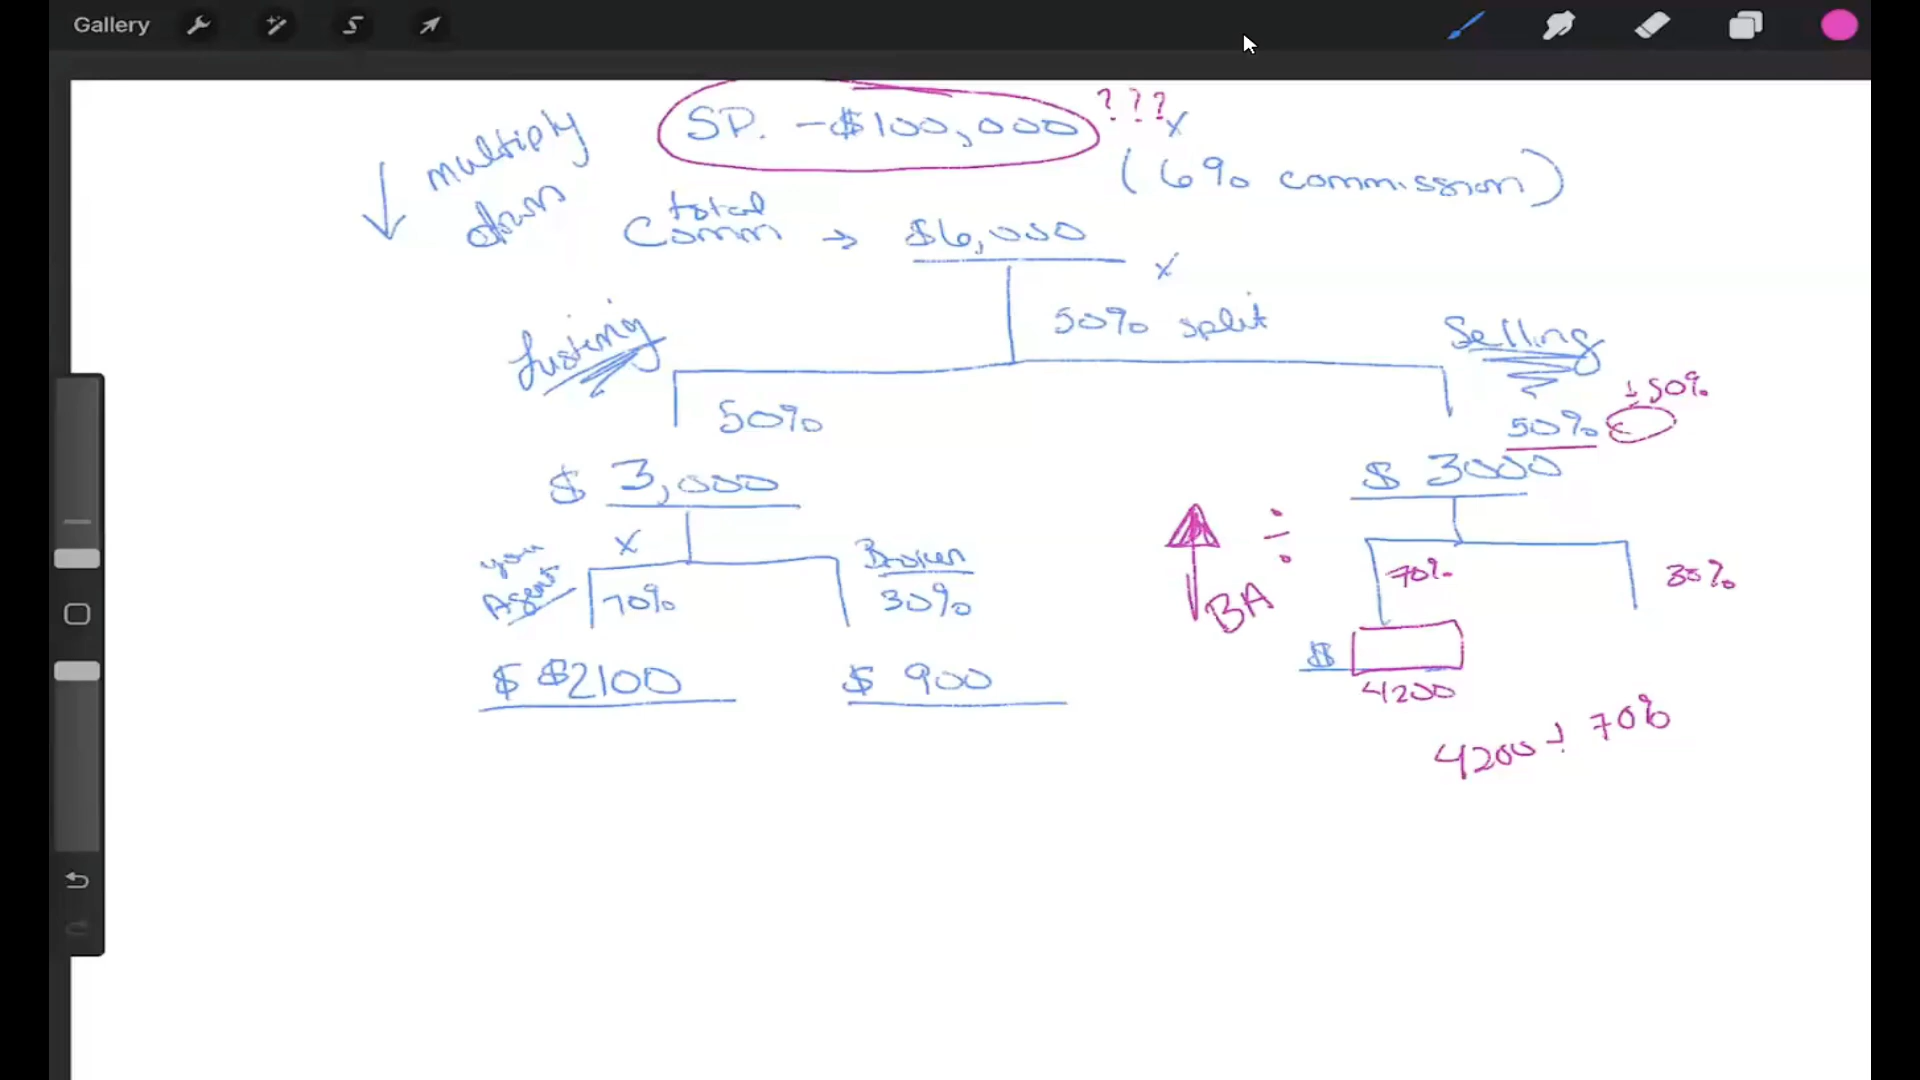 Gallery
SP. - $100,000 ???
x
multiply
down
(6% commission)
total
Comm → $6,000
x
50% split
Listing
Selling
÷50%
50%
50%
$ 3,000
$ 3000
÷
x
you
Agent
Broker
70%
30%
70%
30%
BA
$
$ $2100
$ 900
4200
4200 ÷ 70%